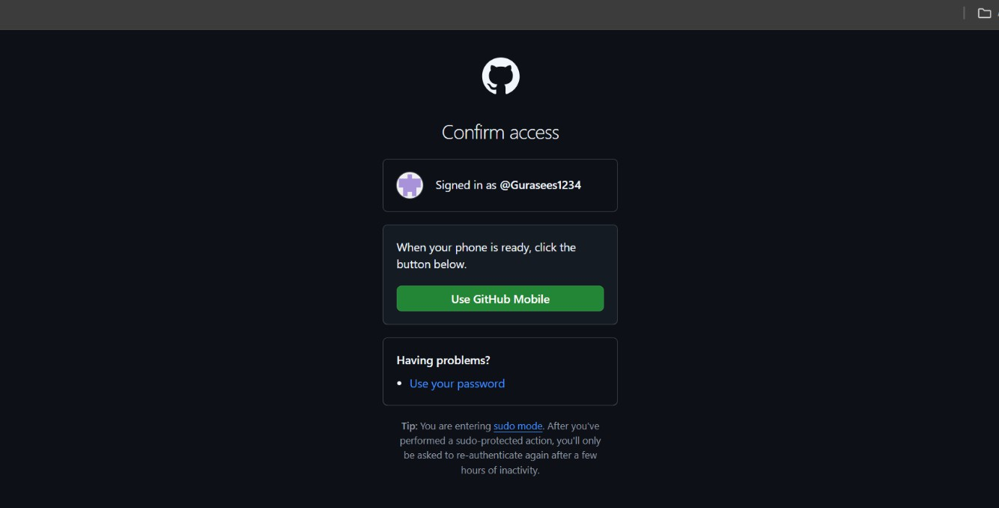 Confirm access
Signed in as @Gurasees1234
When your phone is ready, click the
button below.
Use GitHub Mobile
Having problems?
• Use your password
Tip: You are entering sudo mode. After you've
performed a sudo-protected action, you'll only
be asked to re-authenticate again after a few
hours of inactivity.